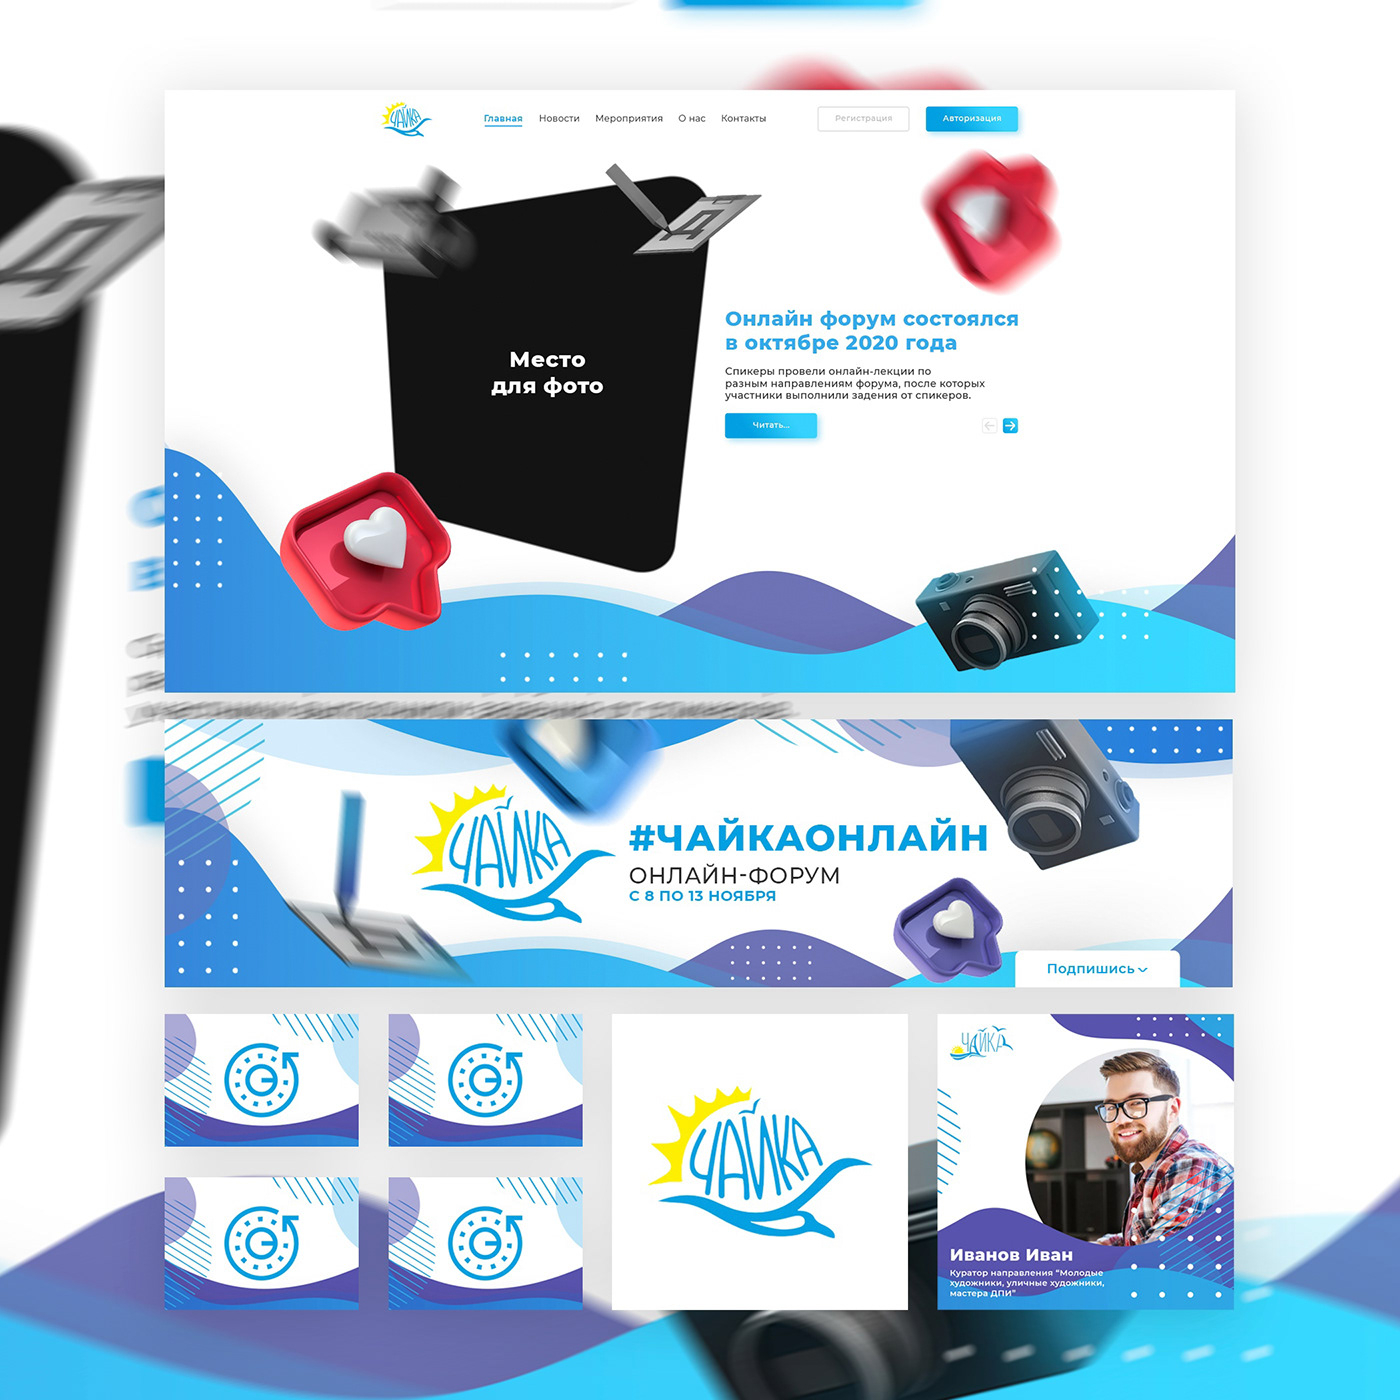 ЧАЙКА
Главная Новости Мероприятия О нас Контакты
Регистрация
Авторизация
Д
Д
Место
для фото
Онлайн форум состоялся
в октябре 2020 года
Спикеры провели онлайн-лекции по
разным направлениям форума, после которых
участники выполнили задения от спикеров.
Читать...
ЧАЙКА
#ЧАЙКАОНЛАЙН
ОНЛАЙН-ФОРУМ
С 8 ПО 13 НОЯБРЯ
Подпишись
ЧАЙКА
ЧАЙКА
Иванов Иван
Куратор направления “Молодые
художники, уличные художники,
мастера ДПИ”